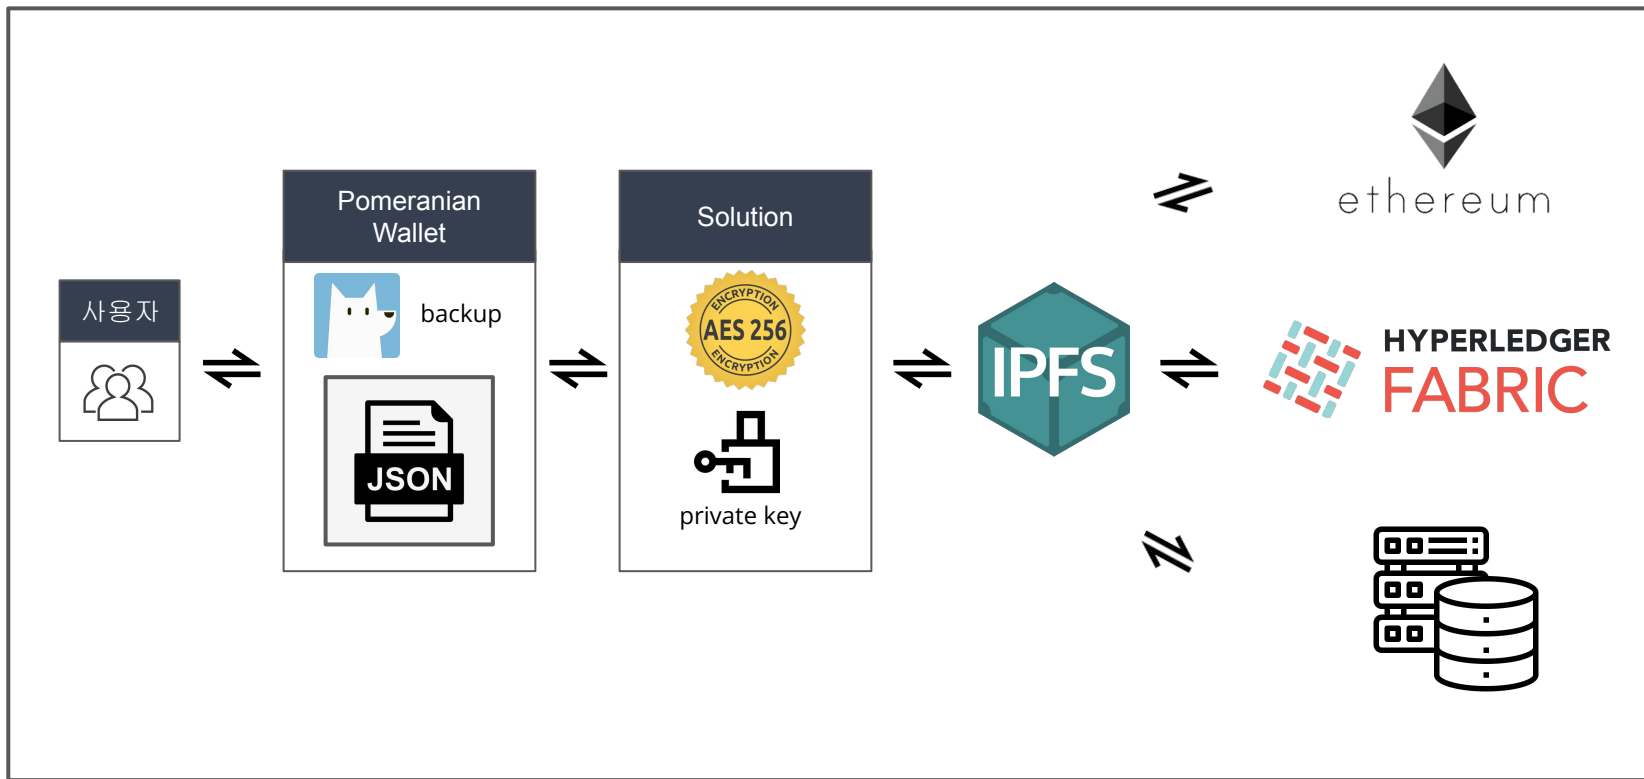 사용자
Pomeranian
Wallet
backup
JSON
Solution
ENCRYPTION
AES 256
ENCRYPTION
private key
IPFS
ethereum
HYPERLEDGER
FABRIC